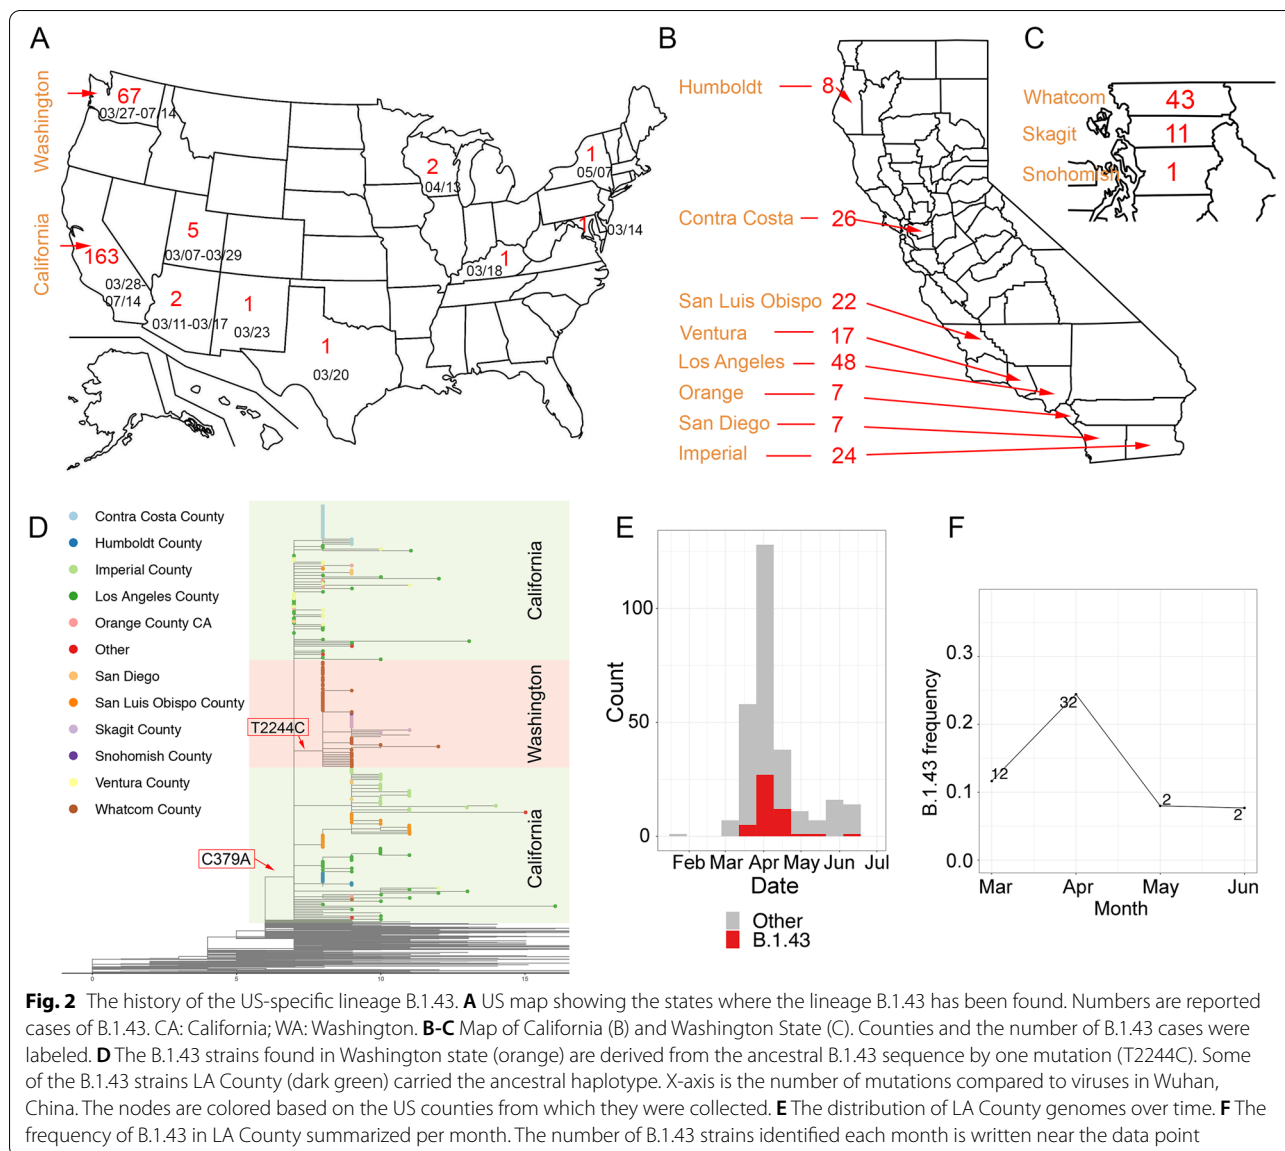 A
Washington
67
03/27-07/14
California
163
03/28-
07/14
5
03/07-03/29
2
03/11-03/17
1
03/23
1
03/20
2
04/13
1
05/07
1
03/14
1
03/18
B
Humboldt
8
Contra Costa
26
San Luis Obispo 22
Ventura
17
Los Angeles
48
Orange
7
San Diego
7
Imperial
24
C
Whatcom
43
Skagit
11
Snohomish
1
D
Contra Costa County
Humboldt County
Imperial County
Los Angeles County
Orange County CA
Other
San Diego
San Luis Obispo County
Skagit County
Snohomish County
Ventura County
Whatcom County
T2244C
C379A
California
Washington
California
0 5 10 15
E
Count
100
50
0
Feb Mar Apr May Jun Jul
Date
Other
B.1.43
F
B.1.43 frequency
0.3
0.2
0.1
0.0
12
32
2
2
Mar Apr May Jun
Month
Fig. 2 The history of the US-specific lineage B.1.43. A US map showing the states where the lineage B.1.43 has been found. Numbers are reported
cases of B.1.43. CA: California; WA: Washington. B-C Map of California (B) and Washington State (C). Counties and the number of B.1.43 cases were
labeled. D The B.1.43 strains found in Washington state (orange) are derived from the ancestral B.1.43 sequence by one mutation (T2244C). Some
of the B.1.43 strains LA County (dark green) carried the ancestral haplotype. X-axis is the number of mutations compared to viruses in Wuhan,
China. The nodes are colored based on the US counties from which they were collected. E The distribution of LA County genomes over time. F The
frequency of B.1.43 in LA County summarized per month. The number of B.1.43 strains identified each month is written near the data point